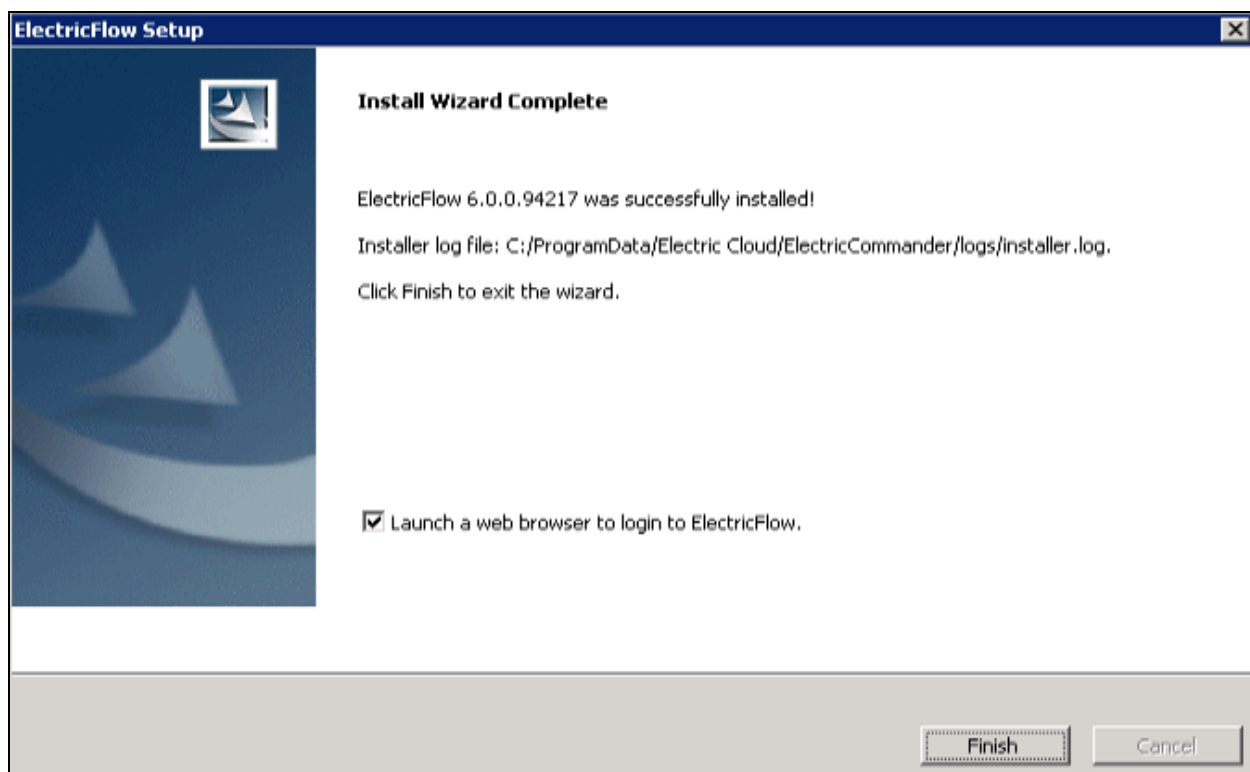 ElectricFlow Setup
Install Wizard Complete
ElectricFlow 6.0.0.94217 was successfully installed!
Installer log file: C:/ProgramData/Electric Cloud/ElectricCommander/logs/installer.log.
Click Finish to exit the wizard.
Launch a web browser to login to ElectricFlow.
Finish
Cancel